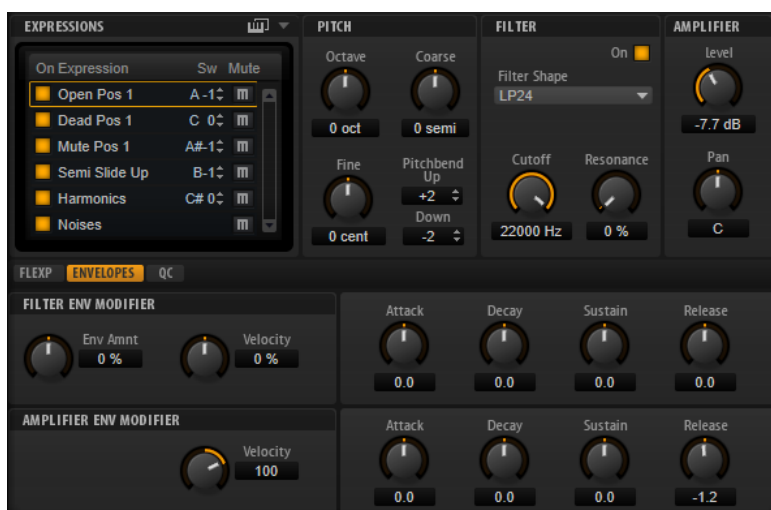 EXPRESSIONS
On Expression Sw Mute
Open Pos 1 A -1 m
Dead Pos 1 C 0 m
Mute Pos 1 A#-1 m
Semi Slide Up B-1 m
Harmonics C# 0 m
Noises m
PITCH
Octave Coarse
0 oct 0 semi
Fine Pitchbend
Up
+2
Down
0 cent -2
FILTER
On
Filter Shape
LP24
Cutoff Resonance
22000 Hz 0 %
AMPLIFIER
Level
-7.7 dB
Pan
C
FLEXP ENVELOPES QC
FILTER ENV MODIFIER
Env Amnt Velocity
0 % 0 %
Attack Decay Sustain Release
0.0 0.0 0.0 0.0
AMPLIFIER ENV MODIFIER
Velocity
100
Attack Decay Sustain Release
0.0 0.0 0.0 -1.2